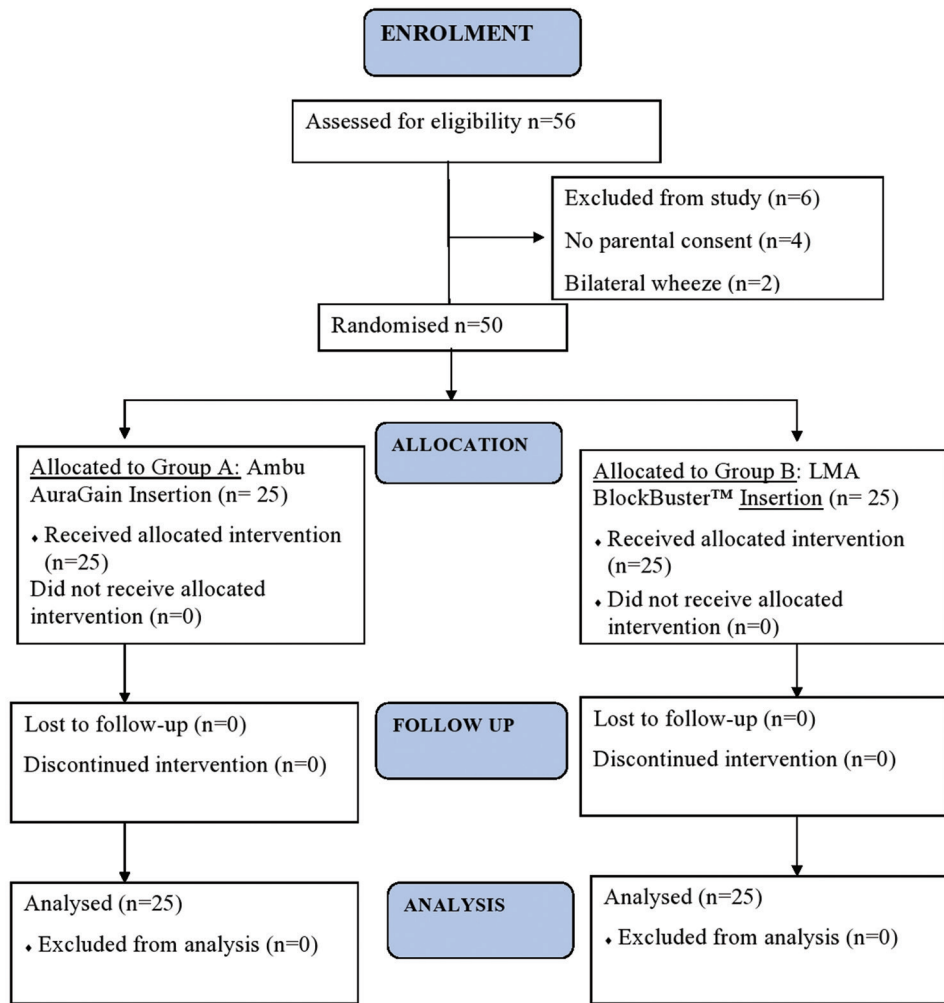 ENROLMENT
Assessed for eligibility n=56
Excluded from study (n=6)
No parental consent (n=4)
Bilateral wheeze (n=2)
Randomised n=50
ALLOCATION
Allocated to Group A: Ambu
AuraGain Insertion (n= 25)
⬧ Received allocated intervention
(n=25)
Did not receive allocated
intervention (n=0)
Allocated to Group B: LMA
BlockBuster™ Insertion (n= 25)
⬧ Received allocated intervention
(n=25)
⬧ Did not receive allocated
intervention (n=0)
FOLLOW UP
Lost to follow-up (n=0)
Discontinued intervention (n=0)
Lost to follow-up (n=0)
Discontinued intervention (n=0)
ANALYSIS
Analysed (n=25)
⬧ Excluded from analysis (n=0)
Analysed (n=25)
⬧ Excluded from analysis (n=0)